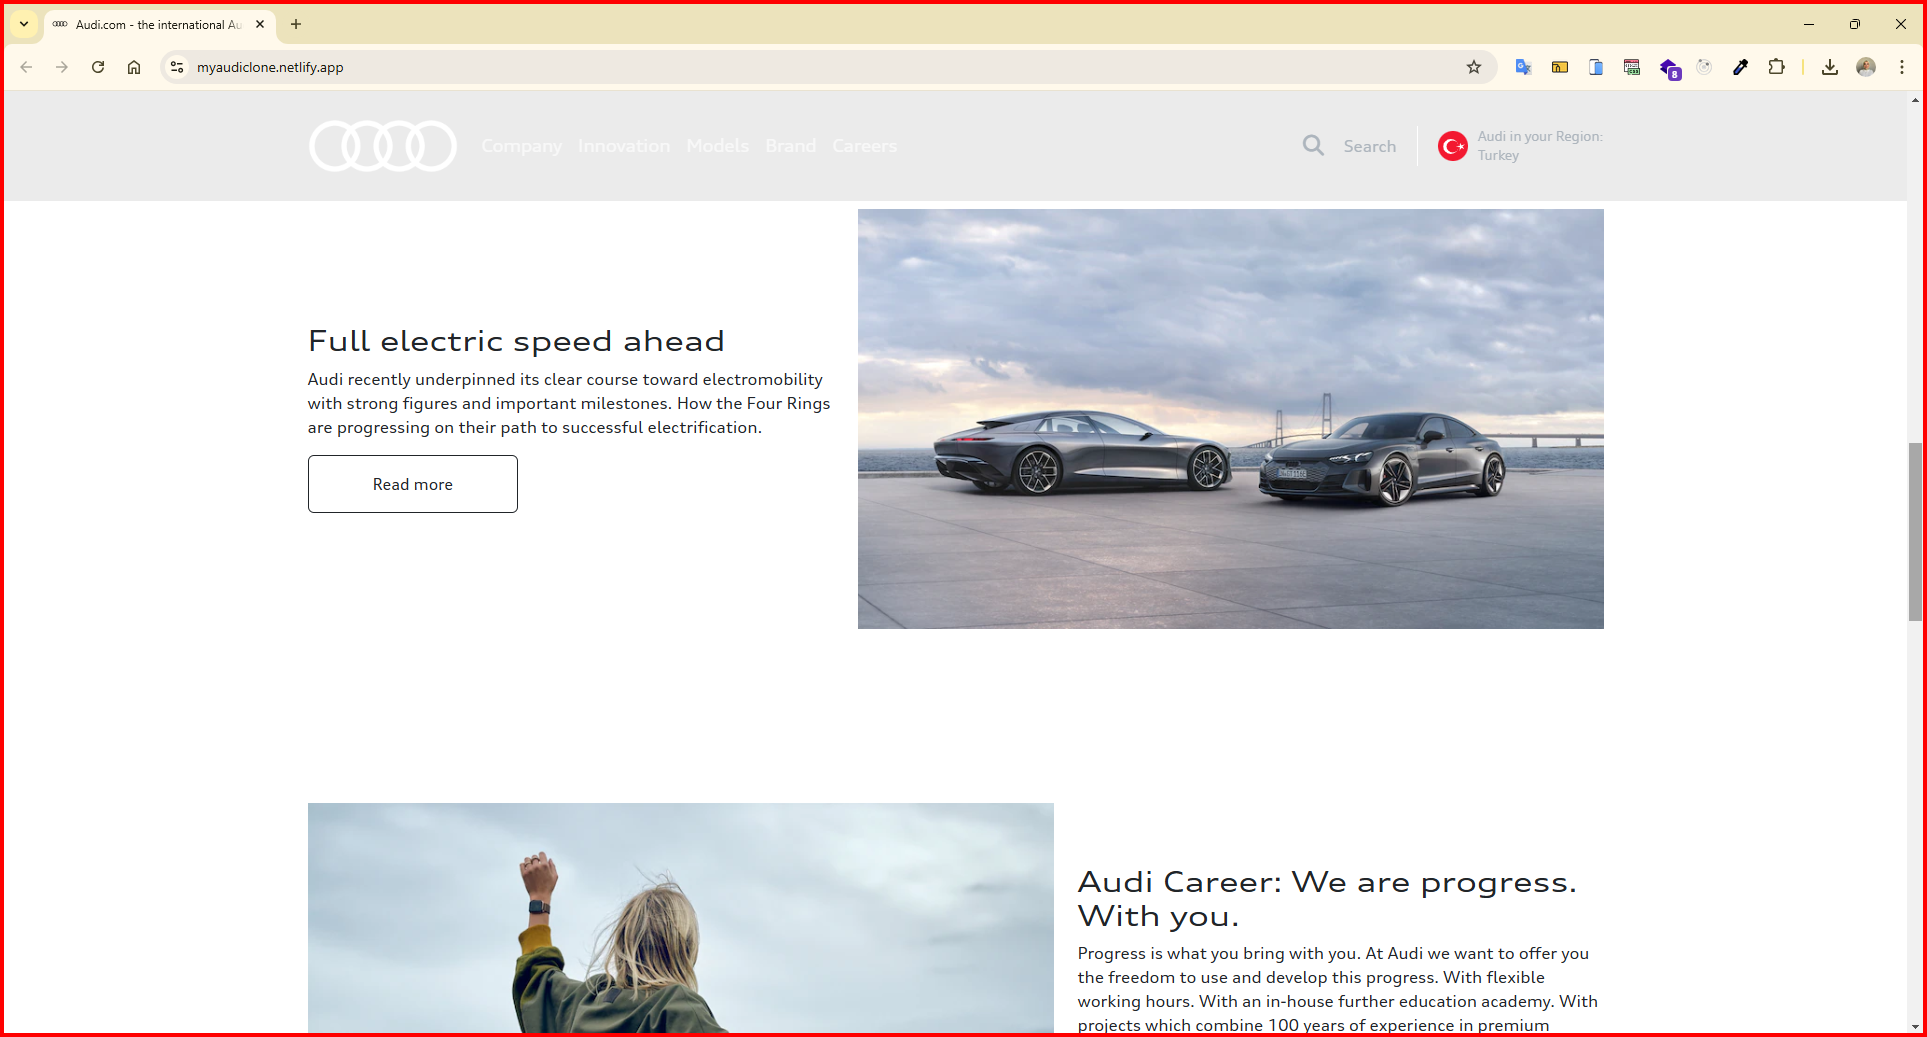 Audi.com - the international Au
myaudiclone.netlify.app
8
Company Innovation Models Brand Careers
Search
Audi in your Region:
Turkey
Full electric speed ahead
Audi recently underpinned its clear course toward electromobility
with strong figures and important milestones. How the Four Rings
are progressing on their path to successful electrification.
Read more
Audi Career: We are progress.
With you.
Progress is what you bring with you. At Audi we want to offer you
the freedom to use and develop this progress. With flexible
working hours. With an in-house further education academy. With
projects which combine 100 years of experience in premium